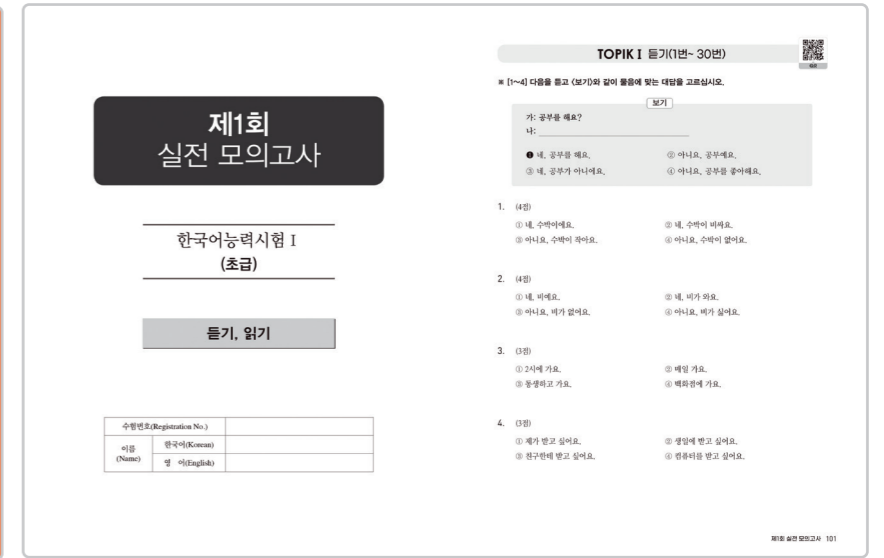 제1회
실전 모의고사
한국어능력시험 I
(초급)
듣기, 읽기
수험번호(Registration No.)
이름
(Name)
한국어(Korean)
영 어(English)
TOPIK I 듣기(1번~ 30번)
※ [1~4] 다음을 듣고 <보기>와 같이 물음에 맞는 대답을 고르십시오.
보기
가: 공부를 해요?
나:
❶ 네, 공부를 해요. ② 아니요, 공부예요.
③ 네, 공부가 아니에요. ④ 아니요, 공부를 좋아해요.
1. (4점)
① 네, 수박이에요. ② 네, 수박이 비싸요.
③ 아니요, 수박이 작아요. ④ 아니요, 수박이 없어요.
2. (4점)
① 네, 비예요. ② 네, 비가 와요.
③ 아니요, 비가 없어요. ④ 아니요, 비가 싫어요.
3. (3점)
① 2시에 가요. ② 매일 가요.
③ 동생하고 가요. ④ 백화점에 가요.
4. (3점)
① 제가 받고 싶어요. ② 생일에 받고 싶어요.
③ 친구한테 받고 싶어요. ④ 컴퓨터를 받고 싶어요.
제1회 실전 모의고사 101